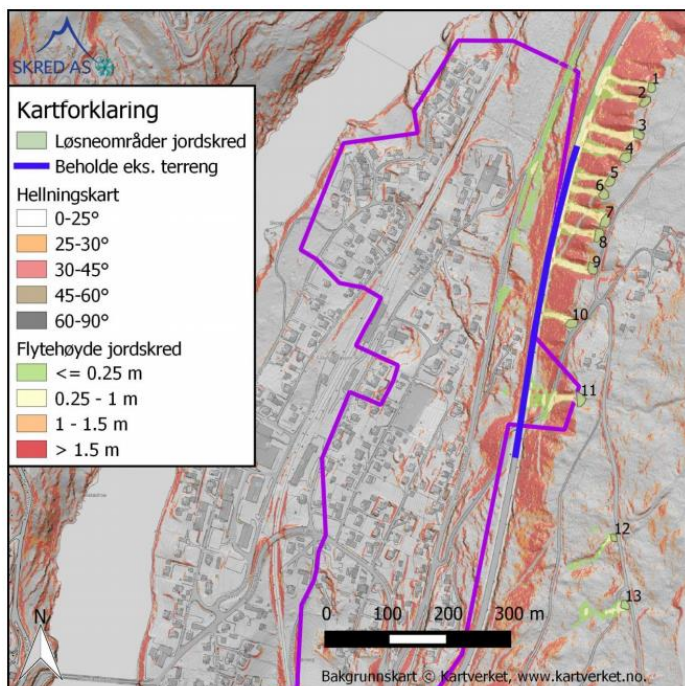 SKRED AS
Kartforklaring
Løsneområder jordskred
Beholde eks. terreng
Hellningskart
0-25°
25-30°
30-45°
45-60°
60-90°
Flytehøyde jordskred
<= 0.25 m
0.25 - 1 m
1 - 1.5 m
> 1.5 m
1
2
3
4
5
6
7
8
9
10
11
12
13
N
0 100 200 300 m
Bakgrunnskart © Kartverket, www.kartverket.no.